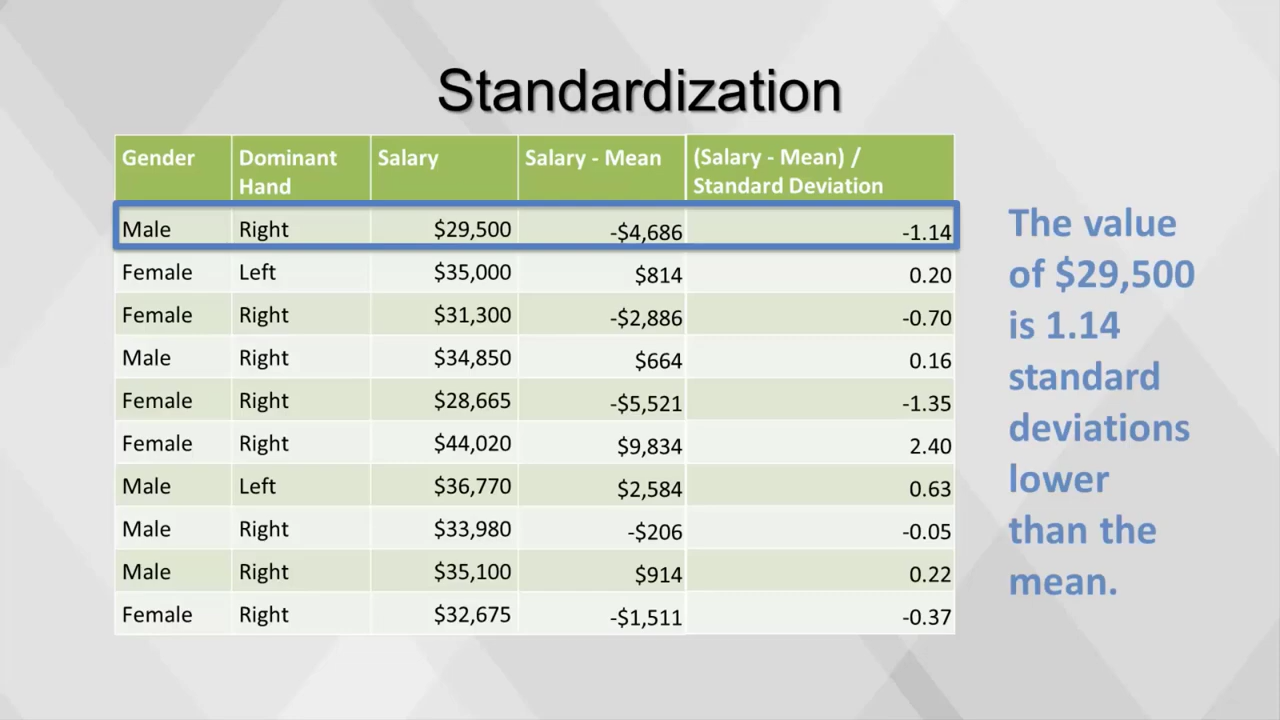 Standardization
Gender Dominant Hand Salary Salary - Mean (Salary - Mean) / Standard Deviation
Male Right $29,500 -$4,686 -1.14
Female Left $35,000 $814 0.20
Female Right $31,300 -$2,886 -0.70
Male Right $34,850 $664 0.16
Female Right $28,665 -$5,521 -1.35
Female Right $44,020 $9,834 2.40
Male Left $36,770 $2,584 0.63
Male Right $33,980 -$206 -0.05
Male Right $35,100 $914 0.22
Female Right $32,675 -$1,511 -0.37
The value
of $29,500
is 1.14
standard
deviations
lower
than the
mean.